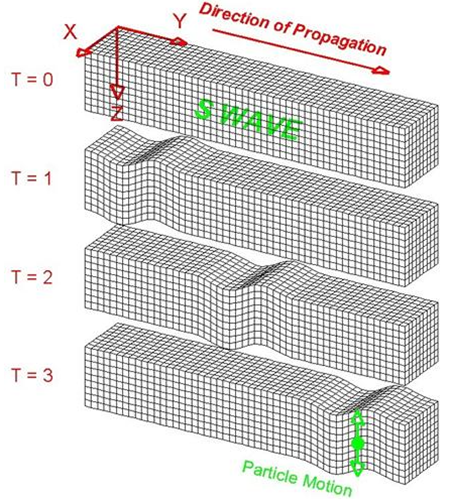 Direction of Propagation
X
Y
Z
T = 0
S WAVE
T = 1
T = 2
T = 3
Particle Motion